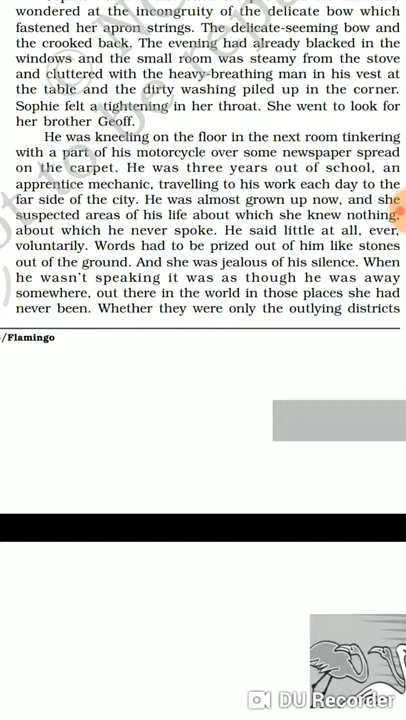 wondered at the incongruity of the delicate bow which
fastened her apron strings. The delicate-seeming bow and
the crooked back. The evening had already blacked in the
windows and the small room was steamy from the stove
and cluttered with the heavy-breathing man in his vest at
the table and the dirty washing piled up in the corner.
Sophie felt a tightening in her throat. She went to look for
her brother Geoff.
He was kneeling on the floor in the next room tinkering
with a part of his motorcycle over some newspaper spread
on the carpet. He was three years out of school, an
apprentice mechanic, travelling to his work each day to the
far side of the city. He was almost grown up now, and she
suspected areas of his life about which she knew nothing,
about which he never spoke. He said little at all, ever,
voluntarily. Words had to be prized out of him like stones
out of the ground. And she was jealous of his silence. When
he wasn't speaking it was as though he was away
somewhere, out there in the world in those places she had
never been. Whether they were only the outlying districts
/Flamingo
not to be
DU Recorder